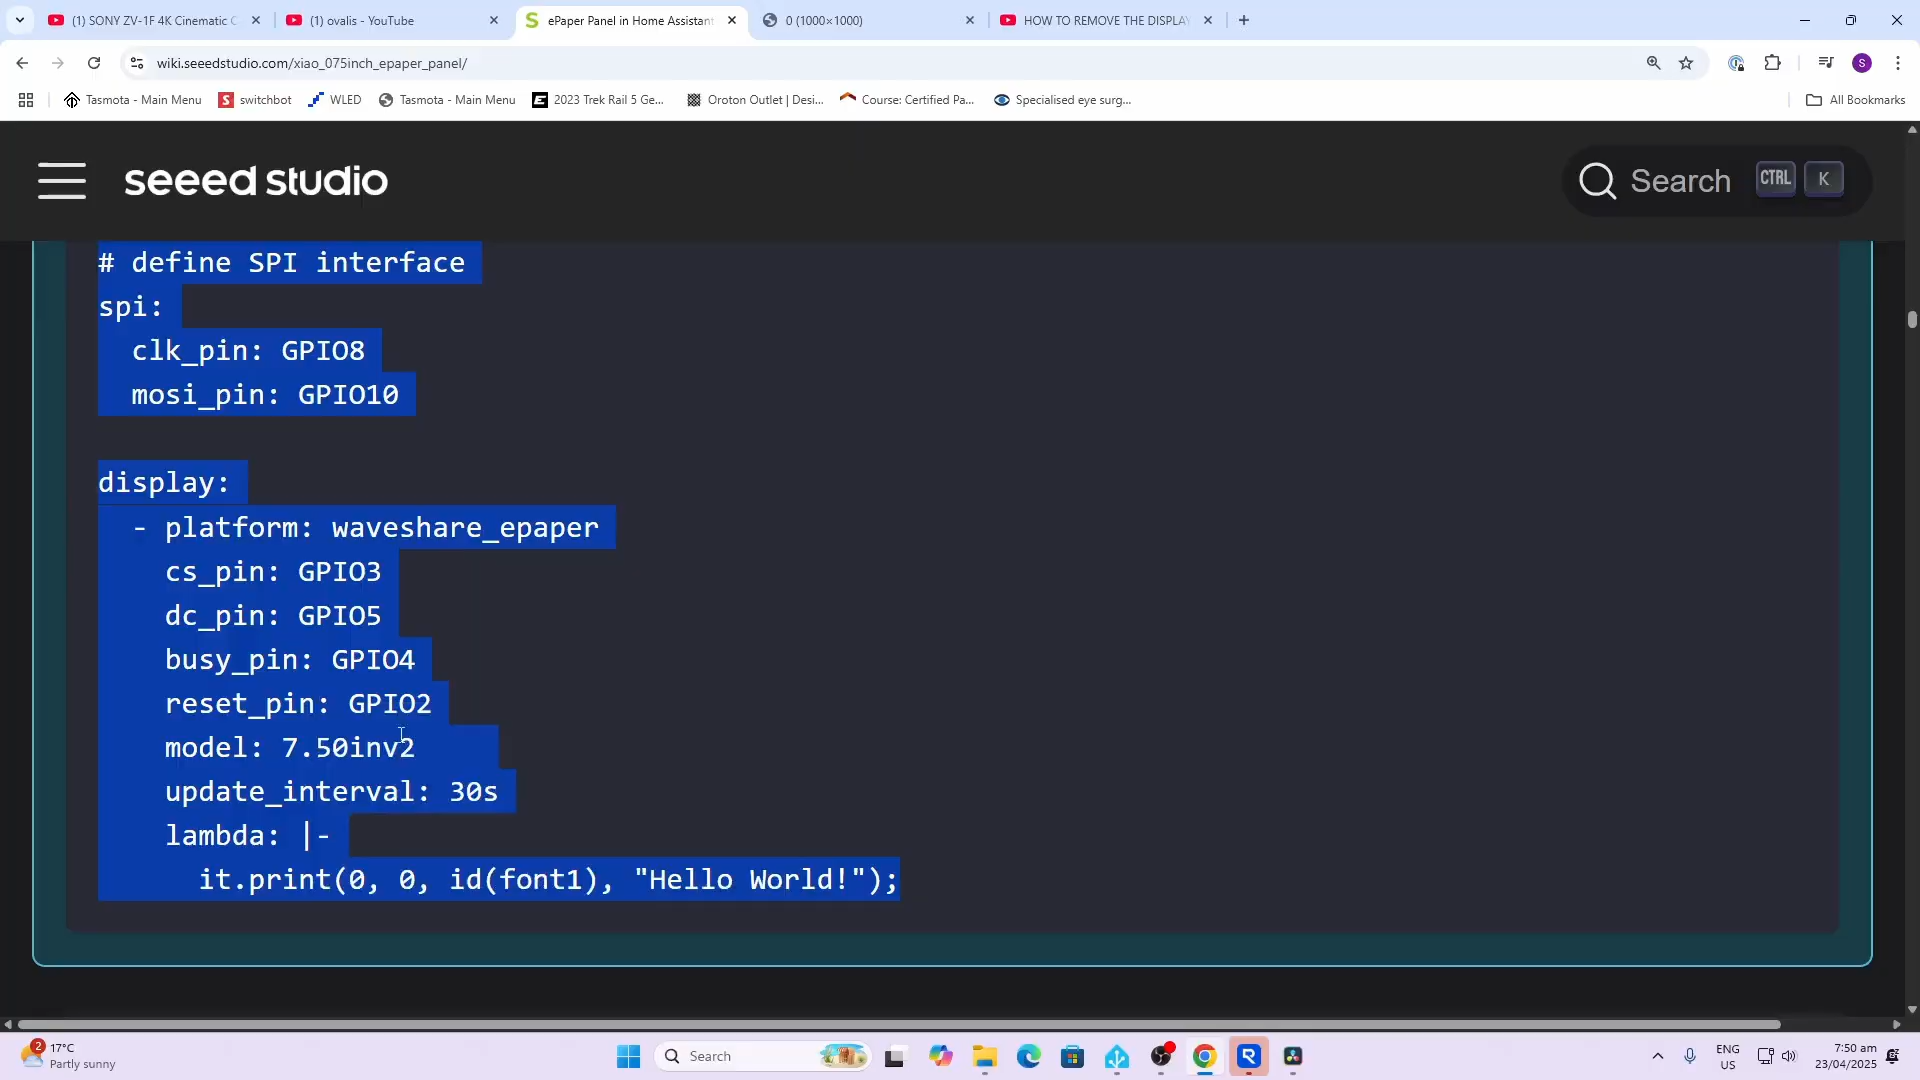 (1) SONY ZV-1F 4K Cinematic C
(1) ovalis - YouTube
ePaper Panel in Home Assistant
0 (1000×1000)
HOW TO REMOVE THE DISPLAY
wiki.seeedstudio.com/xiao_075inch_epaper_panel/
S
Tasmota - Main Menu
switchbot
WLED
Tasmota - Main Menu
2023 Trek Rail 5 Ge...
Oroton Outlet | Desi...
Course: Certified Pa...
Specialised eye surg...
All Bookmarks
seeed studio
Search
CTRL
K
# define SPI interface
spi:
clk_pin: GPIO8
mosi_pin: GPIO10
display:
- platform: waveshare_epaper
cs_pin: GPIO3
dc_pin: GPIO5
busy_pin: GPIO4
reset_pin: GPIO2
model: 7.50inv2
update_interval: 30s
lambda: |-
it.print(0, 0, id(font1), "Hello World!");
2
17°C
Partly sunny
Search
ENG
US
7:50 am
23/04/2025